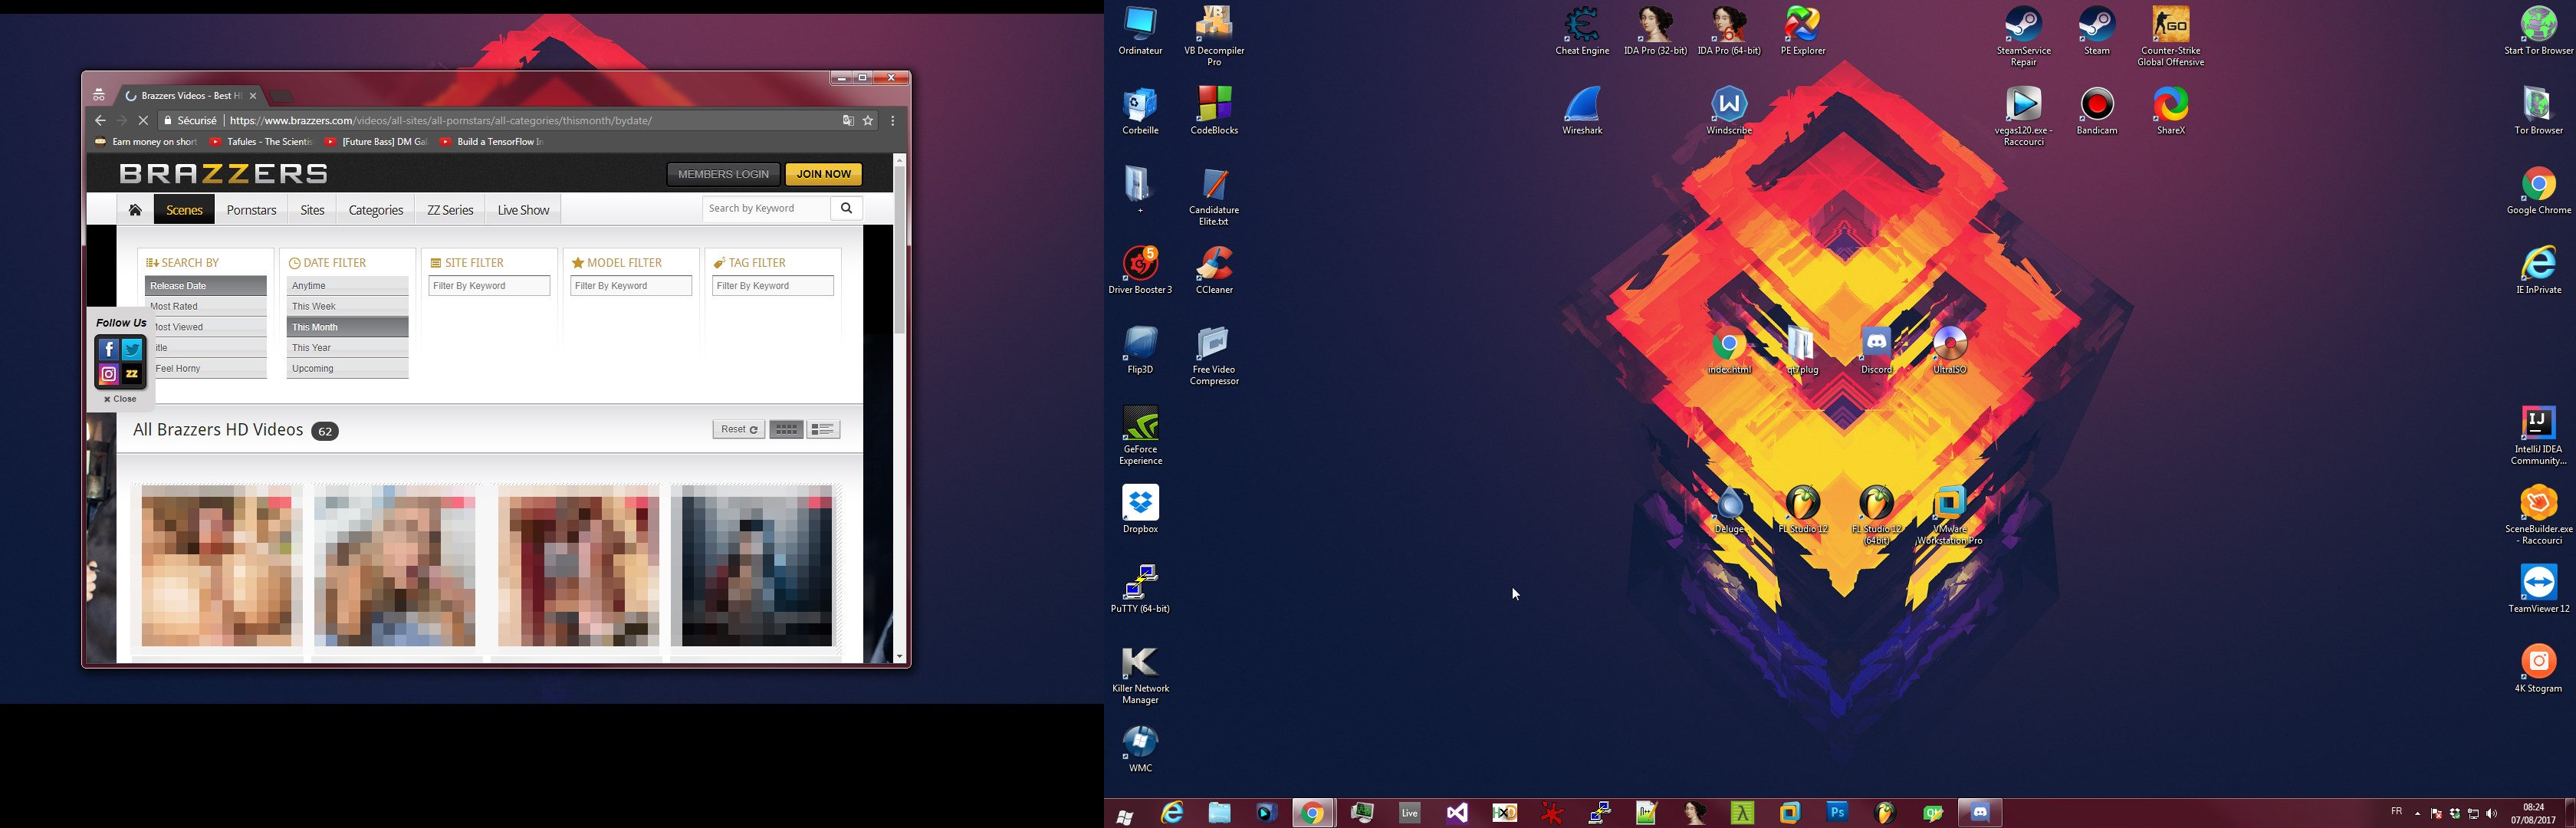 Brazzers Videos - Best H
Sécurisé | https://www.brazzers.com/videos/all-sites/all-pornstars/all-categories/thismonth/bydate/
Earn money on short
Tafules - The Scientis
[Future Bass] DM Gal
Build a TensorFlow In
BRAZZERS
MEMBERS LOGIN
JOIN NOW
Scenes
Pornstars
Sites
Categories
ZZ Series
Live Show
Search by Keyword
SEARCH BY
Release Date
Most Rated
Most Viewed
itle
Feel Horny
DATE FILTER
Anytime
This Week
This Month
This Year
Upcoming
SITE FILTER
Filter By Keyword
MODEL FILTER
Filter By Keyword
TAG FILTER
Filter By Keyword
Follow Us
Close
All Brazzers HD Videos 62
Reset
Ordinateur
VB Decompiler
Pro
Corbeille
CodeBlocks
+
Candidature
Elite.txt
Driver Booster 3
CCleaner
Flip3D
Free Video
Compressor
GeForce
Experience
Dropbox
PuTTY (64-bit)
Killer Network
Manager
WMC
Cheat Engine
IDA Pro (32-bit)
IDA Pro (64-bit)
PE Explorer
Wireshark
Windscribe
SteamService
Repair
Steam
Counter-Strike
Global Offensive
vegas120.exe -
Raccourci
Bandicam
ShareX
index.html
qt7plug
Discord
UltraISO
Deluge
FL Studio 12
FL Studio 12
(64bit)
VMware
Workstation Pro
Start Tor Browser
Tor Browser
Google Chrome
IE InPrivate
IntelliJ IDEA
Community...
SceneBuilder.exe
- Raccourci
TeamViewer 12
4K Stogram
Live
Ps
FR
08:24
07/08/2017